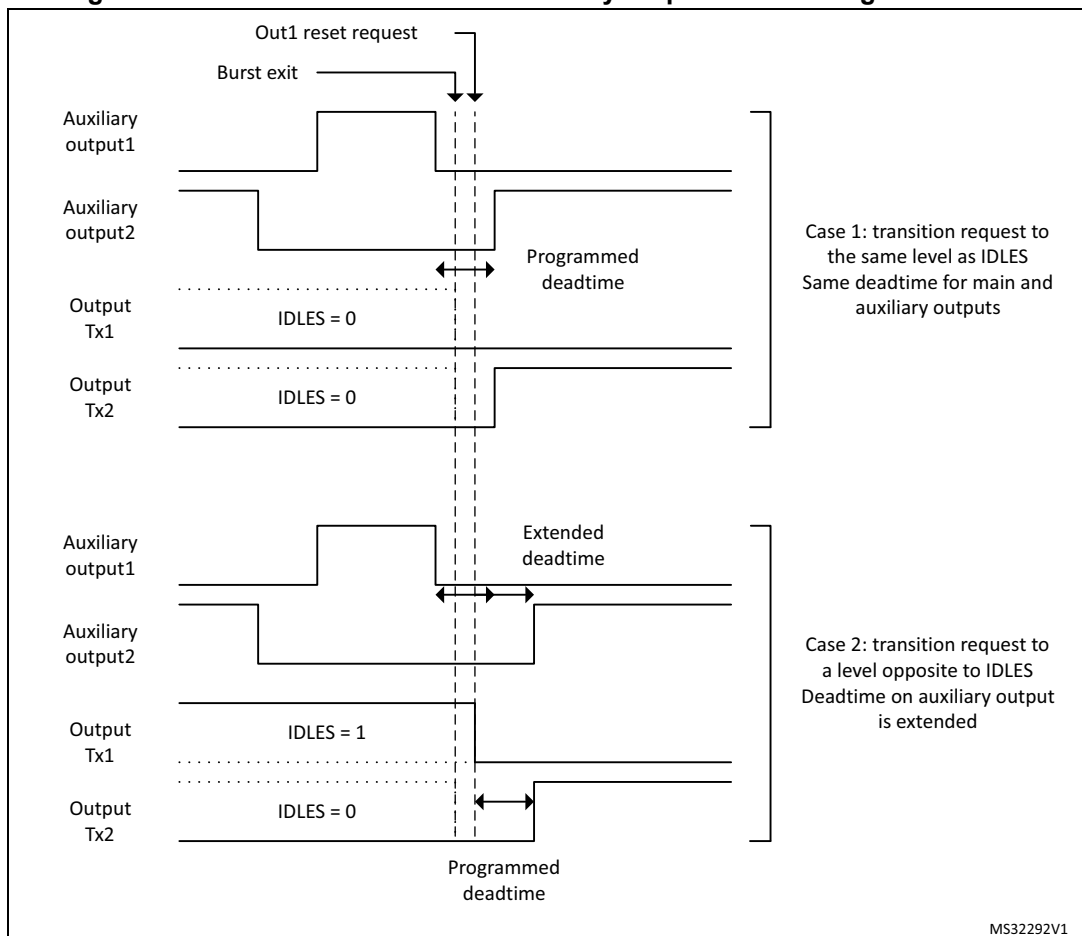 Out1 reset request
Burst exit
Auxiliary
output1
Auxiliary
output2
Programmed
deadtime
Output
Tx1
IDLES = 0
Output
Tx2
IDLES = 0
Case 1: transition request to
the same level as IDLES
Same deadtime for main and
auxiliary outputs
Auxiliary
output1
Extended
deadtime
Auxiliary
output2
Output
Tx1
IDLES = 1
Output
Tx2
IDLES = 0
Programmed
deadtime
Case 2: transition request to
a level opposite to IDLES
Deadtime on auxiliary output
is extended
MS32292V1